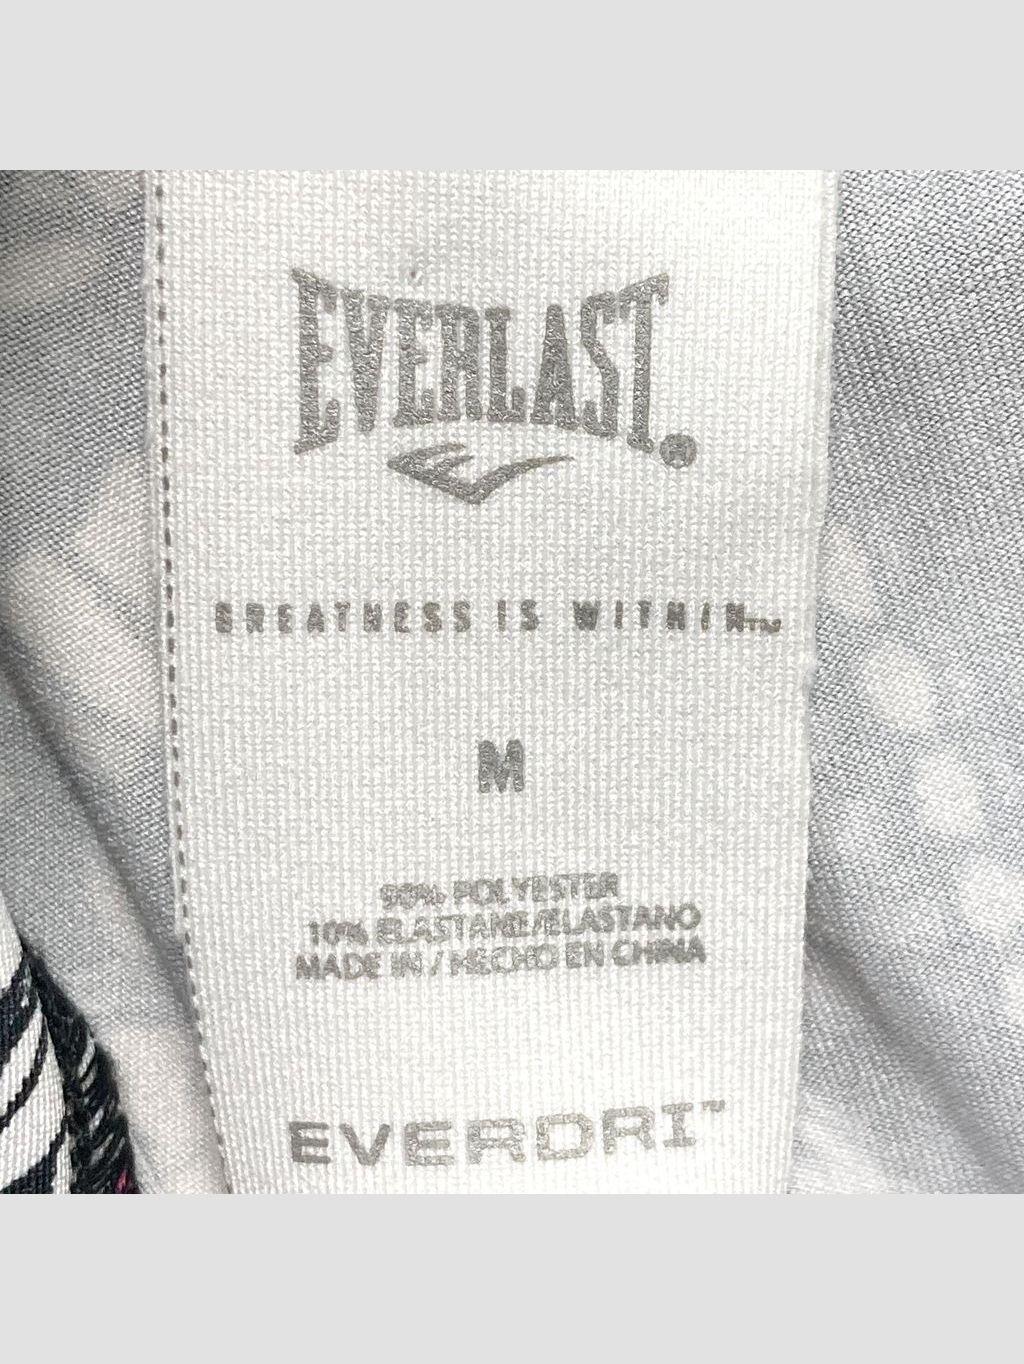 EVERLAST®
GREATNESS IS WITHIN™
M
90% POLYESTER
10% ELASTANE/ELASTANO
MADE IN / HECHO EN CHINA
EVERDRI™